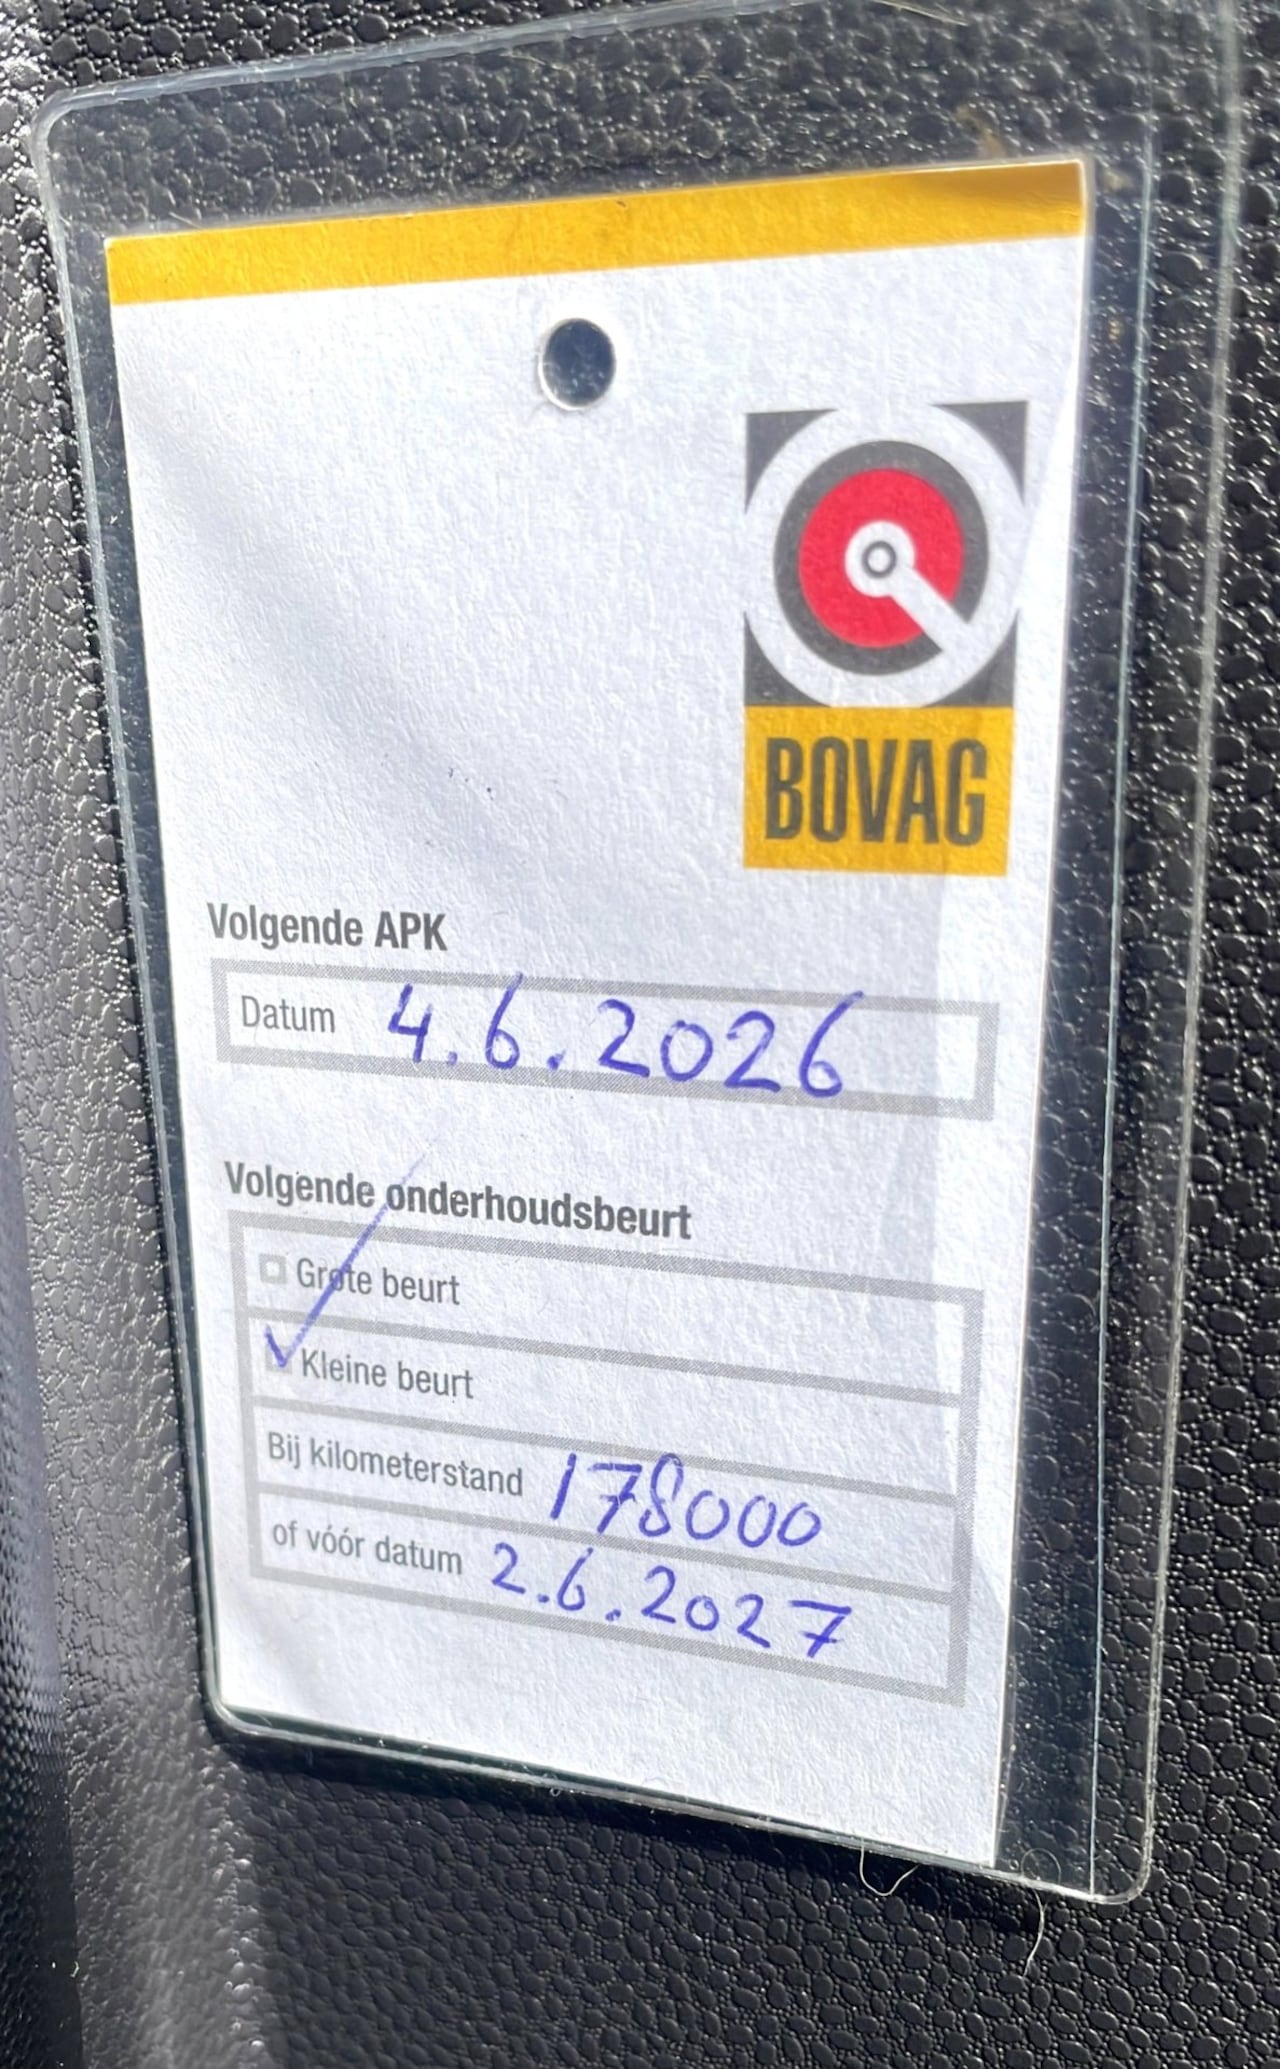 BOVAG
Volgende APK
Datum 4.6.2026
Volgende onderhoudsbeurt
Grote beurt
Kleine beurt
Bij kilometerstand 178000
of vóór datum 2.6.2027